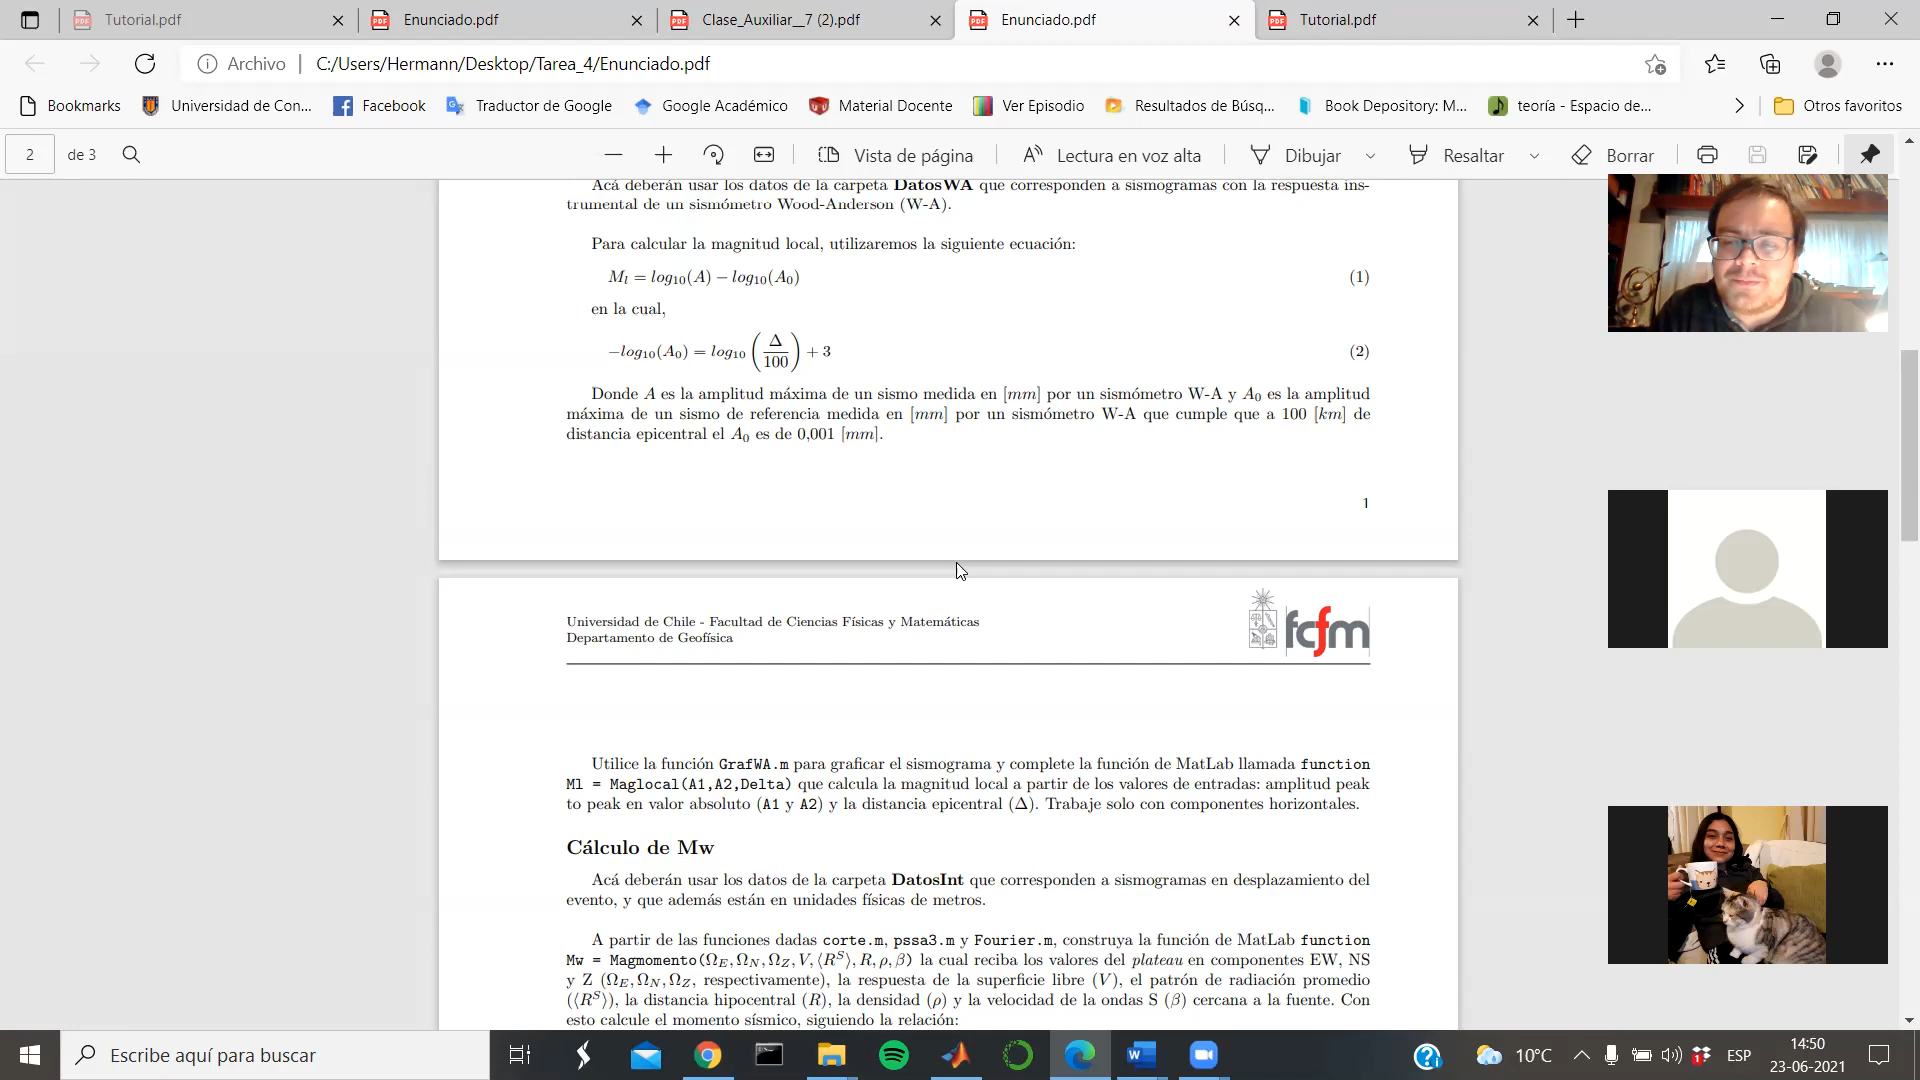 Tutorial.pdf
Enunciado.pdf
Clase_Auxiliar__7 (2).pdf
Enunciado.pdf
Tutorial.pdf
Archivo
C:/Users/Hermann/Desktop/Tarea_4/Enunciado.pdf
Bookmarks
Universidad de Con...
Facebook
Traductor de Google
Google Académico
Material Docente
Ver Episodio
Resultados de Búsq...
Book Depository: M...
teoría - Espacio de...
Otros favoritos
2
de 3
Vista de página
Lectura en voz alta
Dibujar
Resaltar
Borrar
Acá deberán usar los datos de la carpeta DatosWA que corresponden a sismogramas con la respuesta ins-
trumental de un sismómetro Wood-Anderson (W-A).
Para calcular la magnitud local, utilizaremos la siguiente ecuación:
M_l = log_10(A) − log_10(A_0) (1)
en la cual,
−log_10(A_0) = log_10 (Δ/100) + 3 (2)
Donde A es la amplitud máxima de un sismo medida en [mm] por un sismómetro W-A y A_0 es la amplitud
máxima de un sismo de referencia medida en [mm] por un sismómetro W-A que cumple que a 100 [km] de
distancia epicentral el A_0 es de 0,001 [mm].
1
Universidad de Chile - Facultad de Ciencias Físicas y Matemáticas
Departamento de Geofísica
fcfm
Utilice la función GrafWA.m para graficar el sismograma y complete la función de MatLab llamada function
Ml = Maglocal(A1,A2,Delta) que calcula la magnitud local a partir de los valores de entradas: amplitud peak
to peak en valor absoluto (A1 y A2) y la distancia epicentral (Δ). Trabaje solo con componentes horizontales.
Cálculo de Mw
Acá deberán usar los datos de la carpeta DatosInt que corresponden a sismogramas en desplazamiento del
evento, y que además están en unidades físicas de metros.
A partir de las funciones dadas corte.m, pssa3.m y Fourier.m, construya la función de MatLab function
Mw = Magmomento(Ω_E, Ω_N, Ω_Z, V, ⟨R^S⟩, R, ρ, β) la cual reciba los valores del plateau en componentes EW, NS
y Z (Ω_E, Ω_N, Ω_Z, respectivamente), la respuesta de la superficie libre (V), el patrón de radiación promedio
(⟨R^S⟩), la distancia hipocentral (R), la densidad (ρ) y la velocidad de la ondas S (β) cercana a la fuente. Con
esto calcule el momento sísmico, siguiendo la relación:
Escribe aquí para buscar
10°C
ESP
14:50
23-06-2021